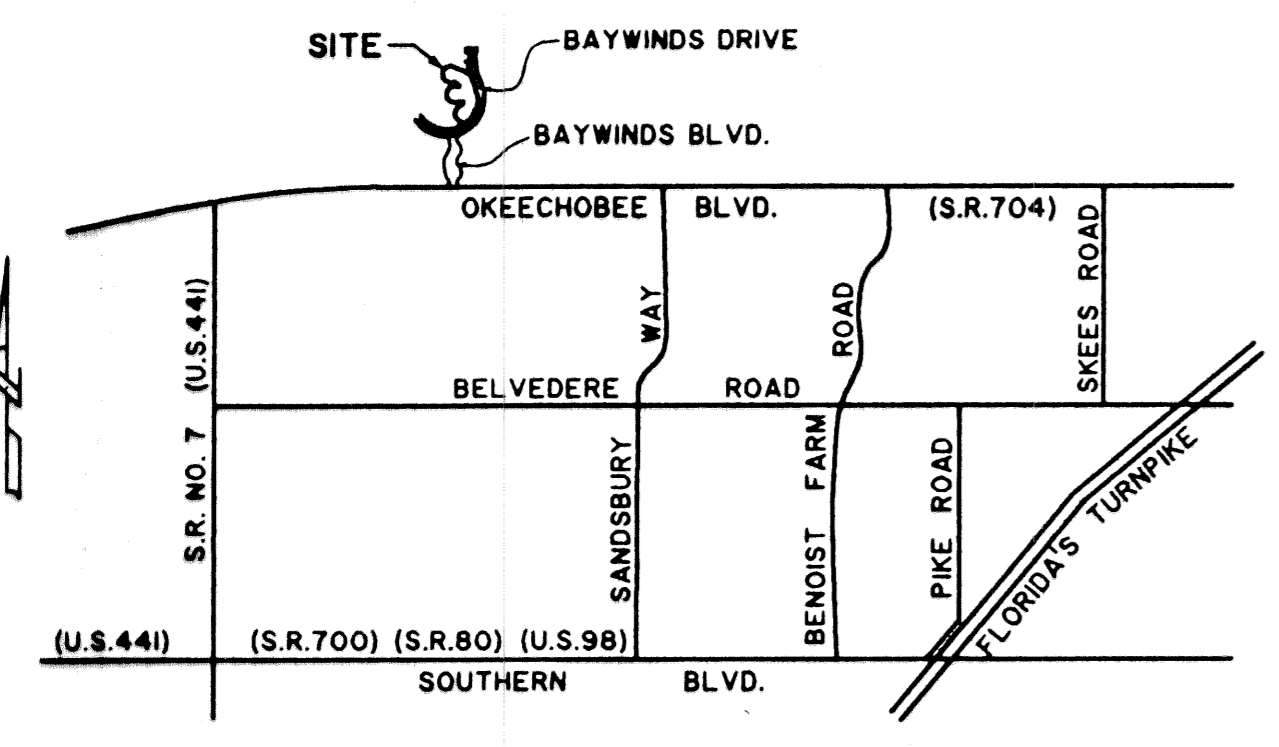 SITE
BAYWINDS DRIVE
BAYWINDS BLVD.
OKEECHOBEE BLVD. (S.R.704)
S.R. NO. 7 (U.S.441)
SANDSBURY WAY
BENOIST FARM ROAD
SKEES ROAD
BELVEDERE ROAD
PIKE ROAD
FLORIDA'S TURNPIKE
(U.S.441) (S.R.700) (S.R.80) (U.S.98)
SOUTHERN BLVD.